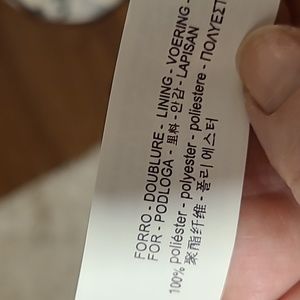 FORRO - DOUBLURE - LINING - VOERING -
FOR - PODLOGA - 里料 - 안감 - LAPISAN
100% poliéster - polyester - poliestere - ΠΟΛΥΕΣΤ
聚酯纤维 - 폴리 에스터